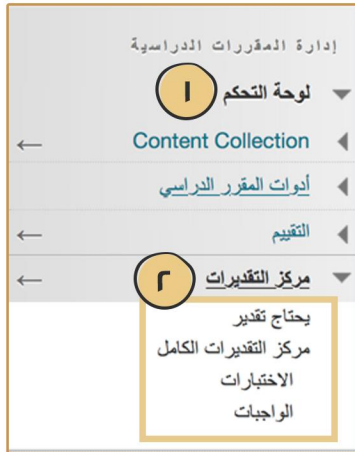 إدارة المقررات الدراسية
لوحة التحكم ١
Content Collection
أدوات المقرر الدراسي
التقييم
مركز التقديرات ٢
يحتاج تقدير
مركز التقديرات الكامل
الاختبارات
الواجبات